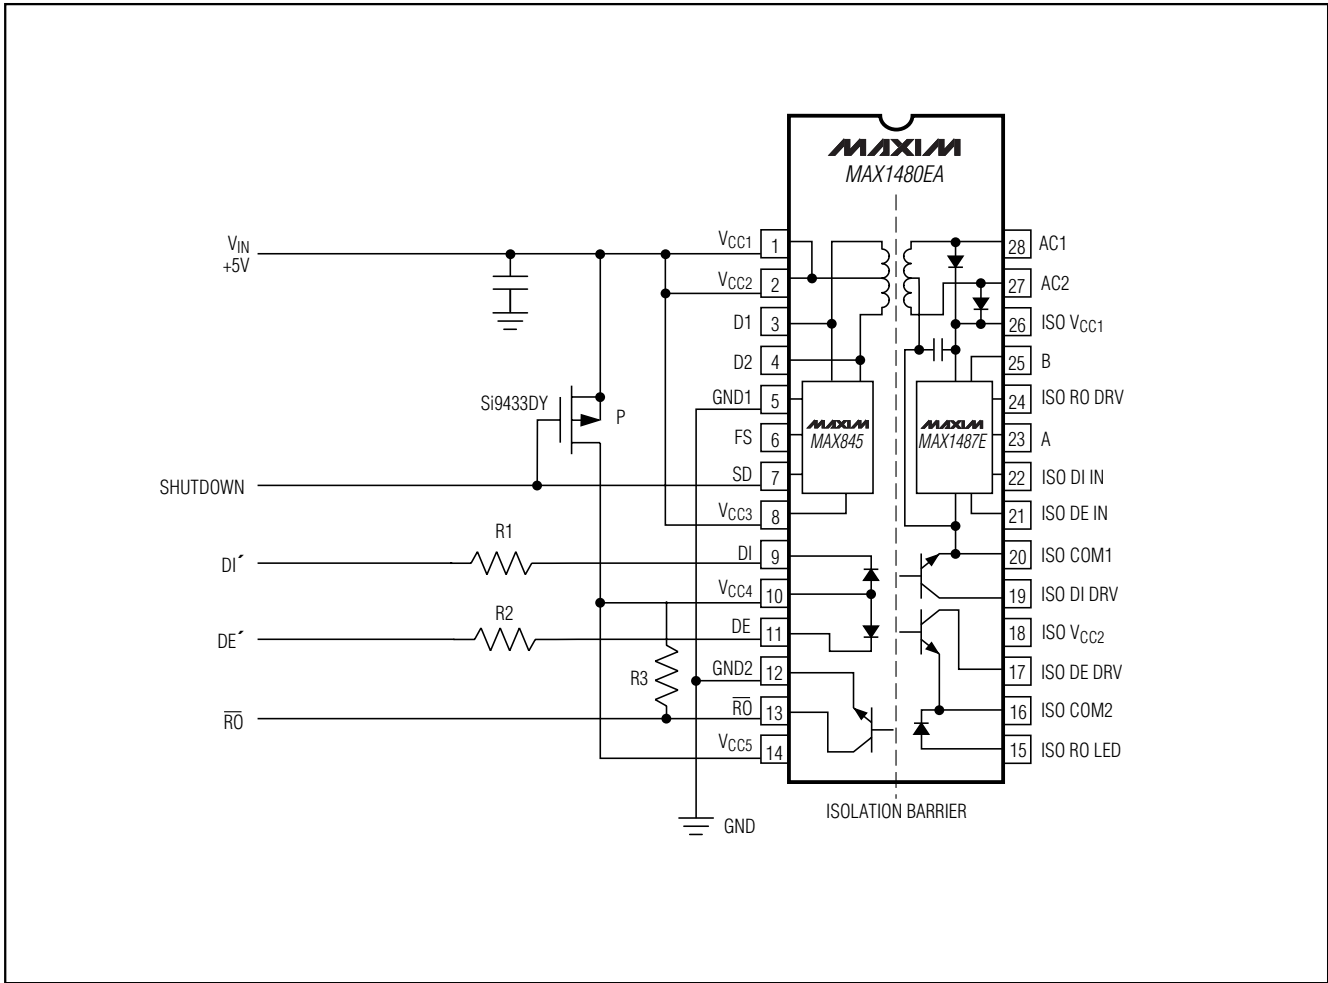 MAXIM
MAX1480EA
VIN
+5V
VCC1
1
VCC2
2
D1
3
D2
4
GND1
5
FS
6
SD
7
VCC3
8
DI
9
VCC4
10
DE
11
GND2
12
R̅O̅
13
VCC5
14
Si9433DY
P
SHUTDOWN
R1
DI´
R2
DE´
R3
R̅O̅
GND
MAXIM
MAX845
MAXIM
MAX1487E
28
AC1
27
AC2
26
ISO VCC1
25
B
24
ISO RO DRV
23
A
22
ISO DI IN
21
ISO DE IN
20
ISO COM1
19
ISO DI DRV
18
ISO VCC2
17
ISO DE DRV
16
ISO COM2
15
ISO RO LED
ISOLATION BARRIER